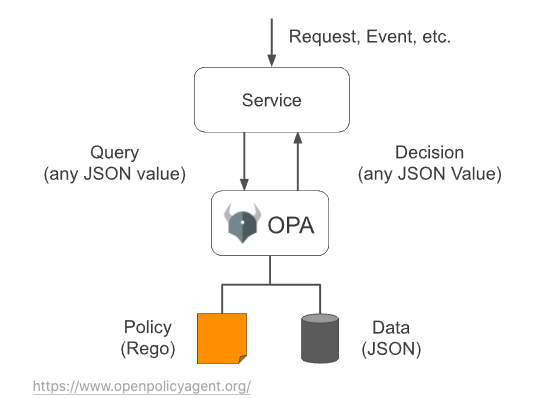 Request, Event, etc.
Service
Query
(any JSON value)
Decision
(any JSON Value)
OPA
Policy
(Rego)
Data
(JSON)
https://www.openpolicyagent.org/